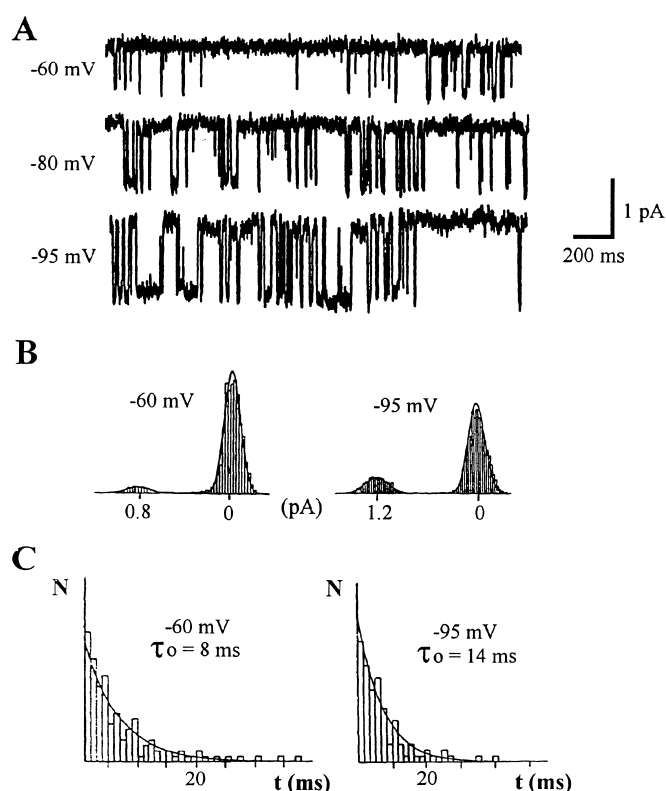 A
-60 mV
-80 mV
-95 mV
1 pA
200 ms
B
-60 mV
-95 mV
0.8
0
(pA)
1.2
0
C
N
-60 mV
τo = 8 ms
20
t (ms)
N
-95 mV
τo = 14 ms
20
t (ms)